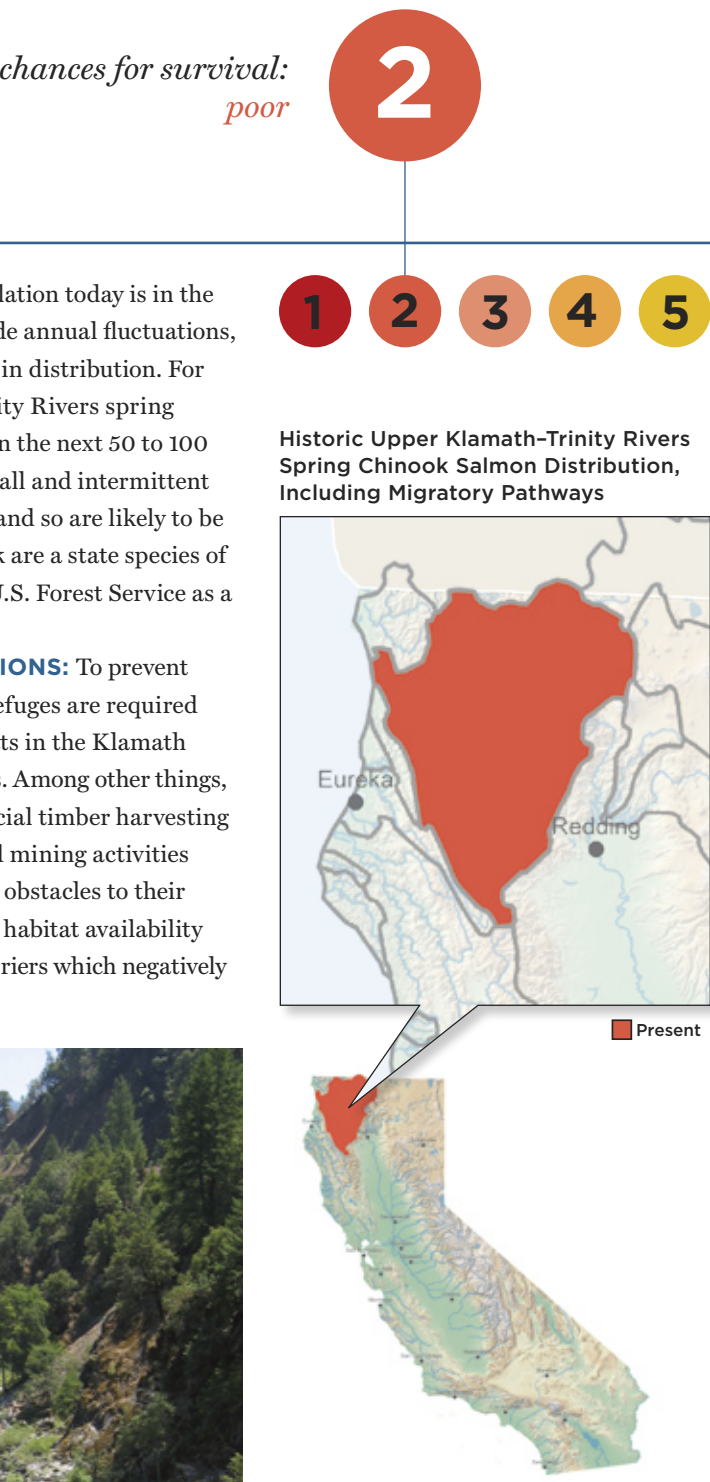 chances for survival:
poor
2
1 2 3 4 5
lation today is in the
de annual fluctuations,
in distribution. For
ity Rivers spring
n the next 50 to 100
all and intermittent
and so are likely to be
k are a state species of
U.S. Forest Service as a
IONS: To prevent
efuges are required
ts in the Klamath
s. Among other things,
cial timber harvesting
d mining activities
obstacles to their
habitat availability
riers which negatively
Historic Upper Klamath–Trinity Rivers
Spring Chinook Salmon Distribution,
Including Migratory Pathways
Eureka
Redding
Present